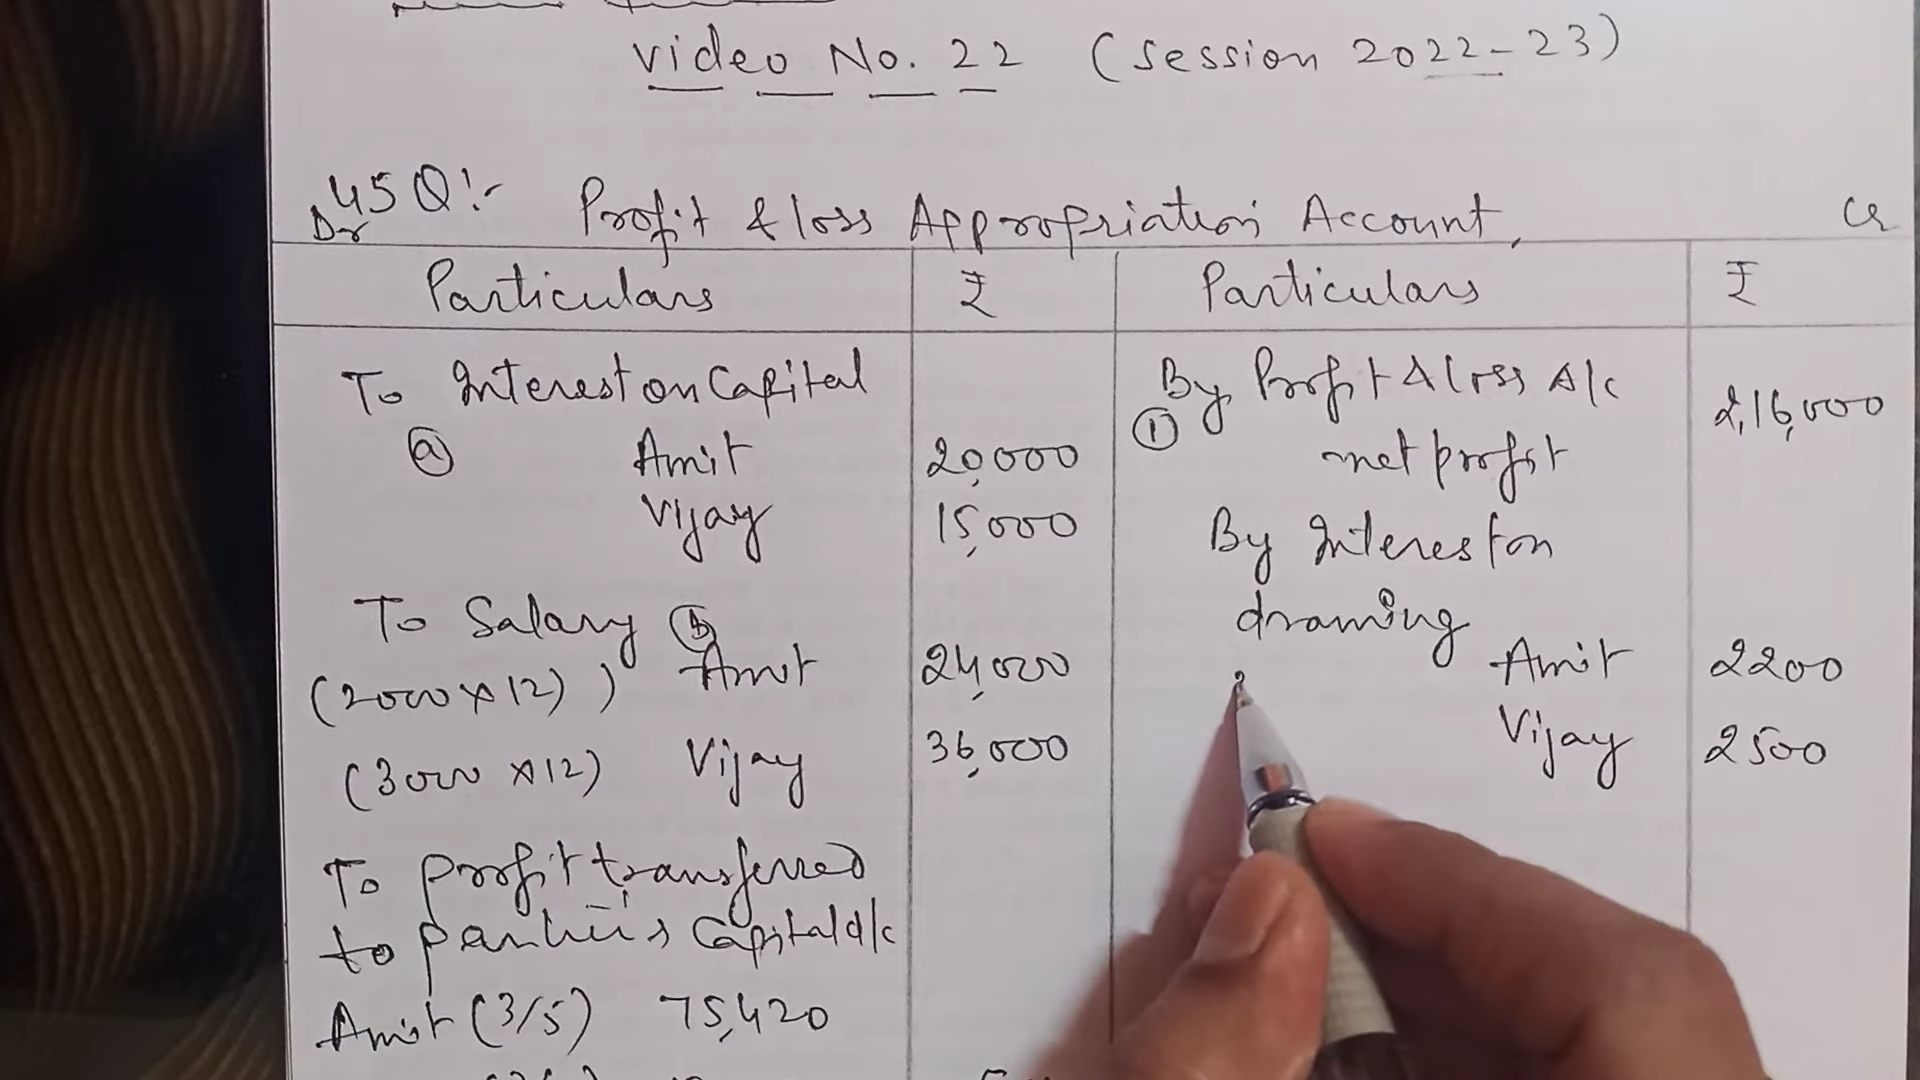 video No. 22 (session 2022-23)
45Q:-
Dr
Profit & loss Appropriation Account,
Cr
Particulars ₹ Particulars ₹
To Interest on Capital
ⓐ Amit 20,000
Vijay 15,000
To Salary ⓑ
(2000 x 12)) Amit 24,000
(3000 x 12) Vijay 36,000
To profit transferred
to partners Capital A/c
Amit (3/5) 75,420
By Profit & loss A/c 2,16,000
① net profit
By Interest on
drawing
Amit 2200
Vijay 2500